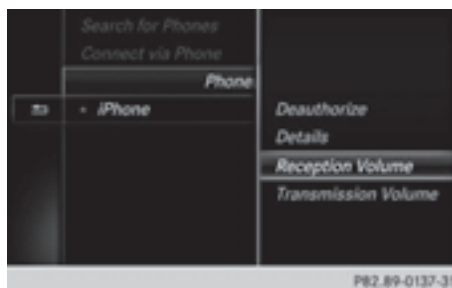 Search for Phones
Connect via Phone
Phone
iPhone
Deauthorize
Details
Reception Volume
Transmission Volume
P82.89-0137-31